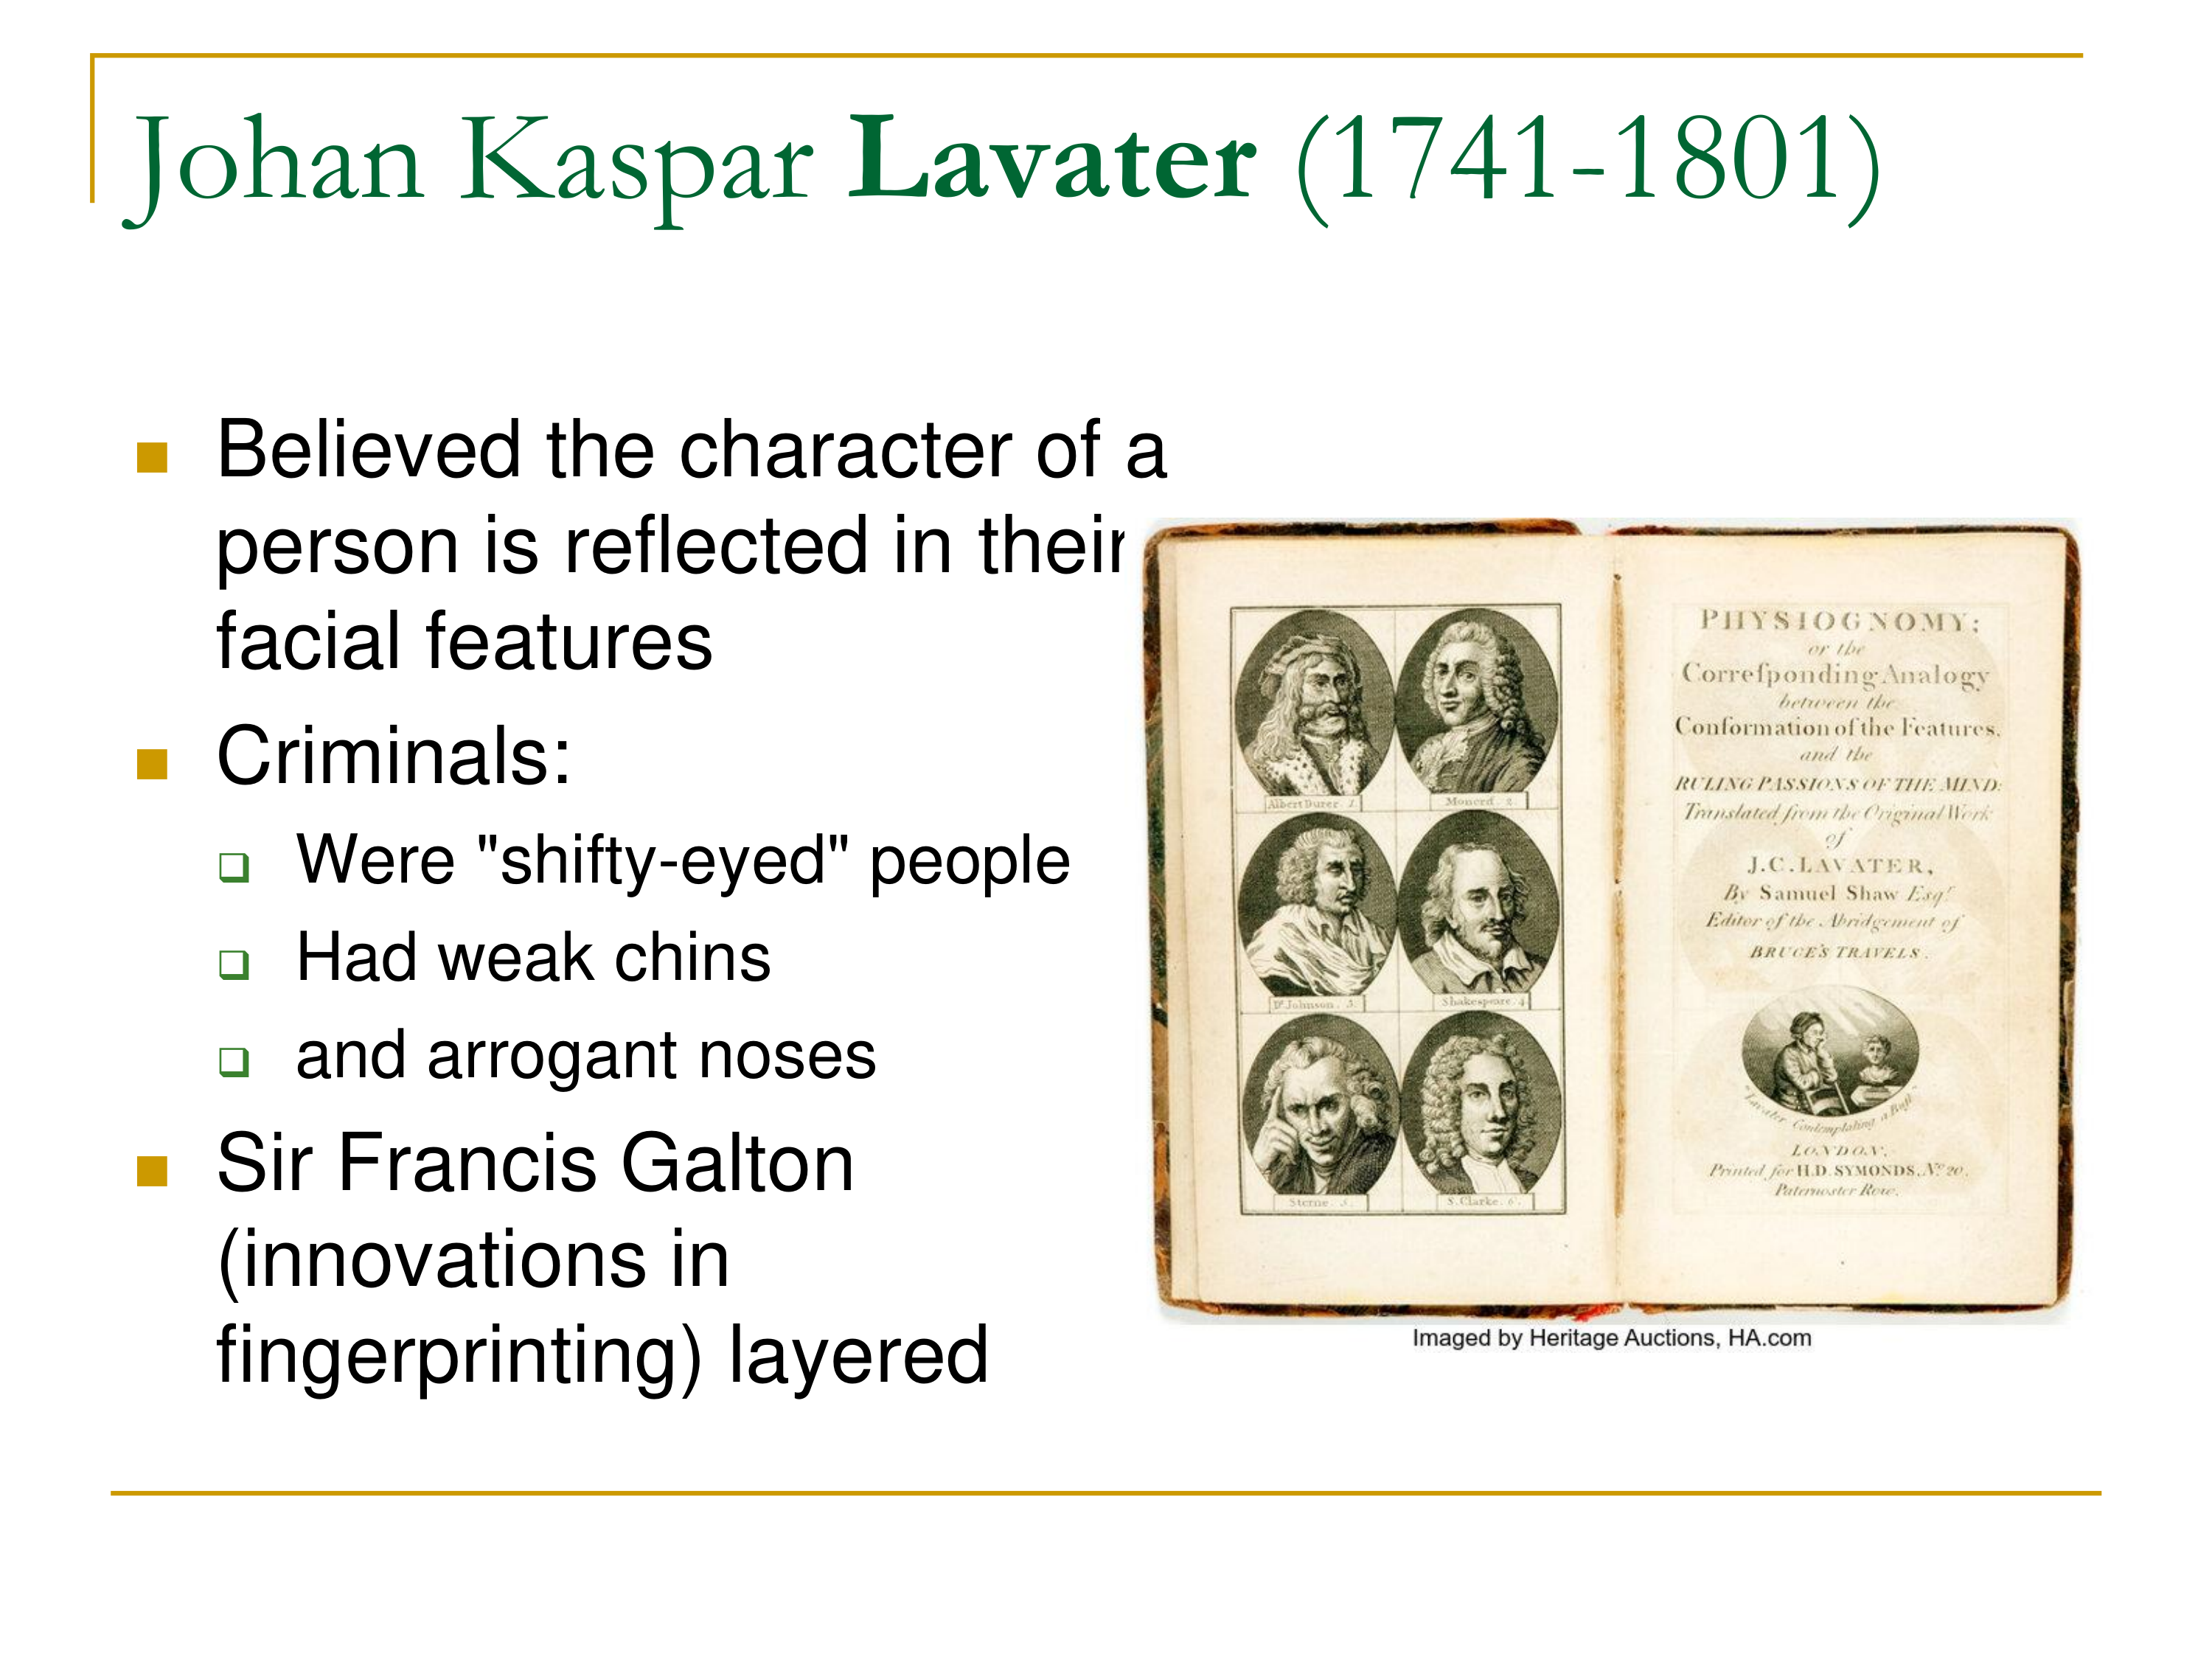 Johan Kaspar Lavater (1741-1801)
Believed the character of a
person is reflected in their
facial features
Criminals:
Were "shifty-eyed" people
Had weak chins
and arrogant noses
Sir Francis Galton
(innovations in
fingerprinting) layered
Albert Durer. 1.
Moncrif. 2.
Dr. Johnson. 3.
Shakespeare. 4
Sterne. 5.
S. Clarke. 6.
PHYSIOGNOMY;
or the
Correſponding Analogy
between the
Conformation of the Features,
and the
RULING PASSIONS OF THE MIND:
Translated from the Original Work
of
J.C. LAVATER,
By Samuel Shaw Esqr.
Editor of the Abridgement of
BRUCE'S TRAVELS.
Lavater Contemplating a Bust
LONDON,
Printed for H.D. SYMONDS, No. 20,
Paternoster Row.
Imaged by Heritage Auctions, HA.com